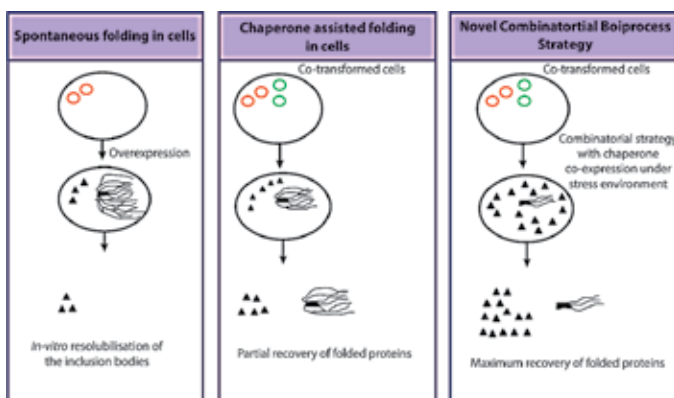 Spontaneous folding in cells
Overexpression
In-vitro resolubilisation of
the inclusion bodies
Chaperone assisted folding
in cells
Co-transformed cells
Partial recovery of folded proteins
Novel Combinatortial Boiprocess
Strategy
Co-transformed cells
Combinatorial strategy
with chaperone
co-expression under
stress environment
Maximum recovery of folded proteins